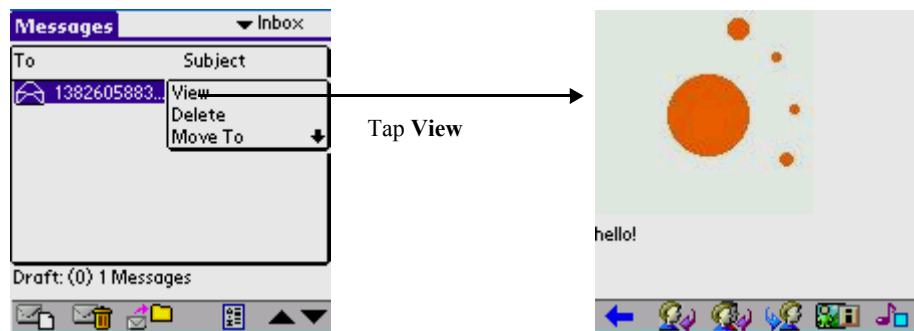 Messages
Inbox
To Subject
1382605883... View
Delete
Move To
Draft: (0) 1 Messages
Tap View
hello!